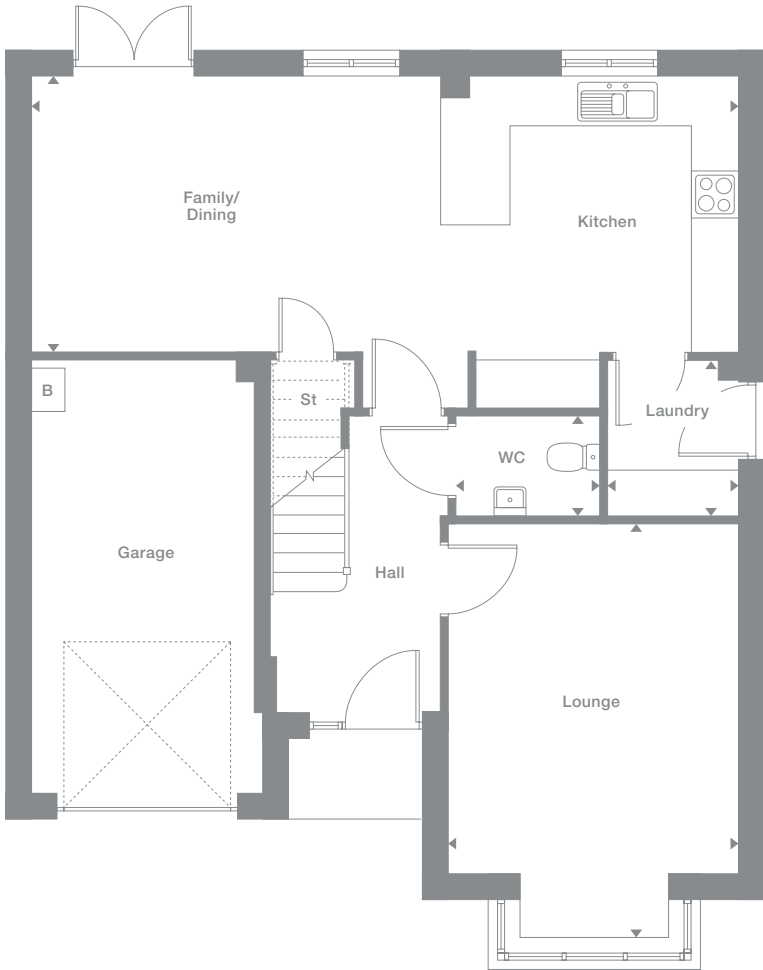 Family/
Dining
Kitchen
B
St
Laundry
WC
Garage
Hall
Lounge